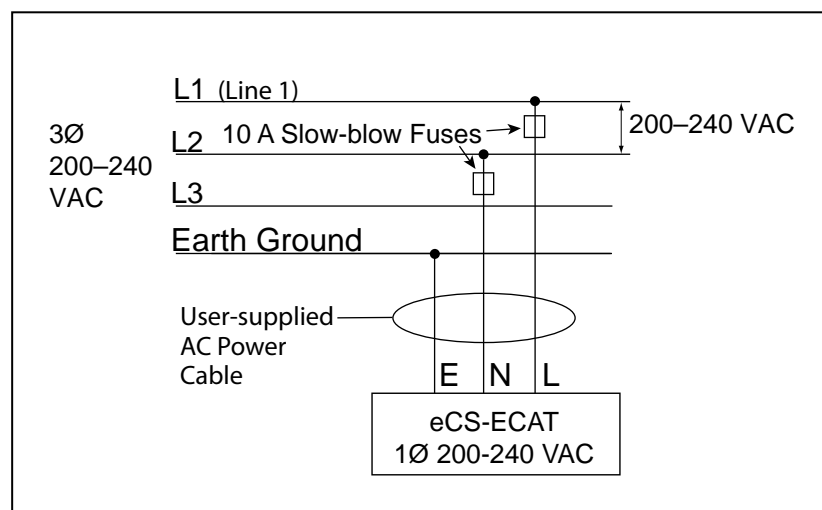 L1 (Line 1)
3Ø
200–240
VAC
L2
10 A Slow-blow Fuses
200–240 VAC
L3
Earth Ground
User-supplied
AC Power
Cable
E N L
eCS-ECAT
1Ø 200-240 VAC